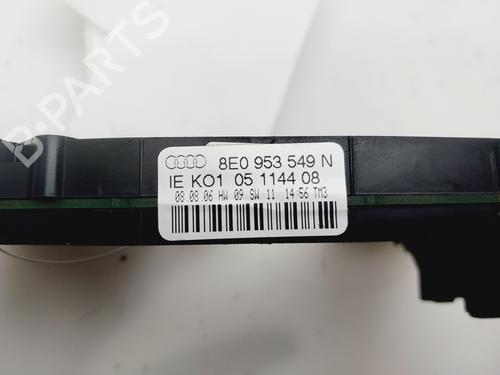 B-PARTS
8E0 953 549 N
IE KO1 05 1144 08
08.08.06 HW 09 SW 11 14:56 TM3